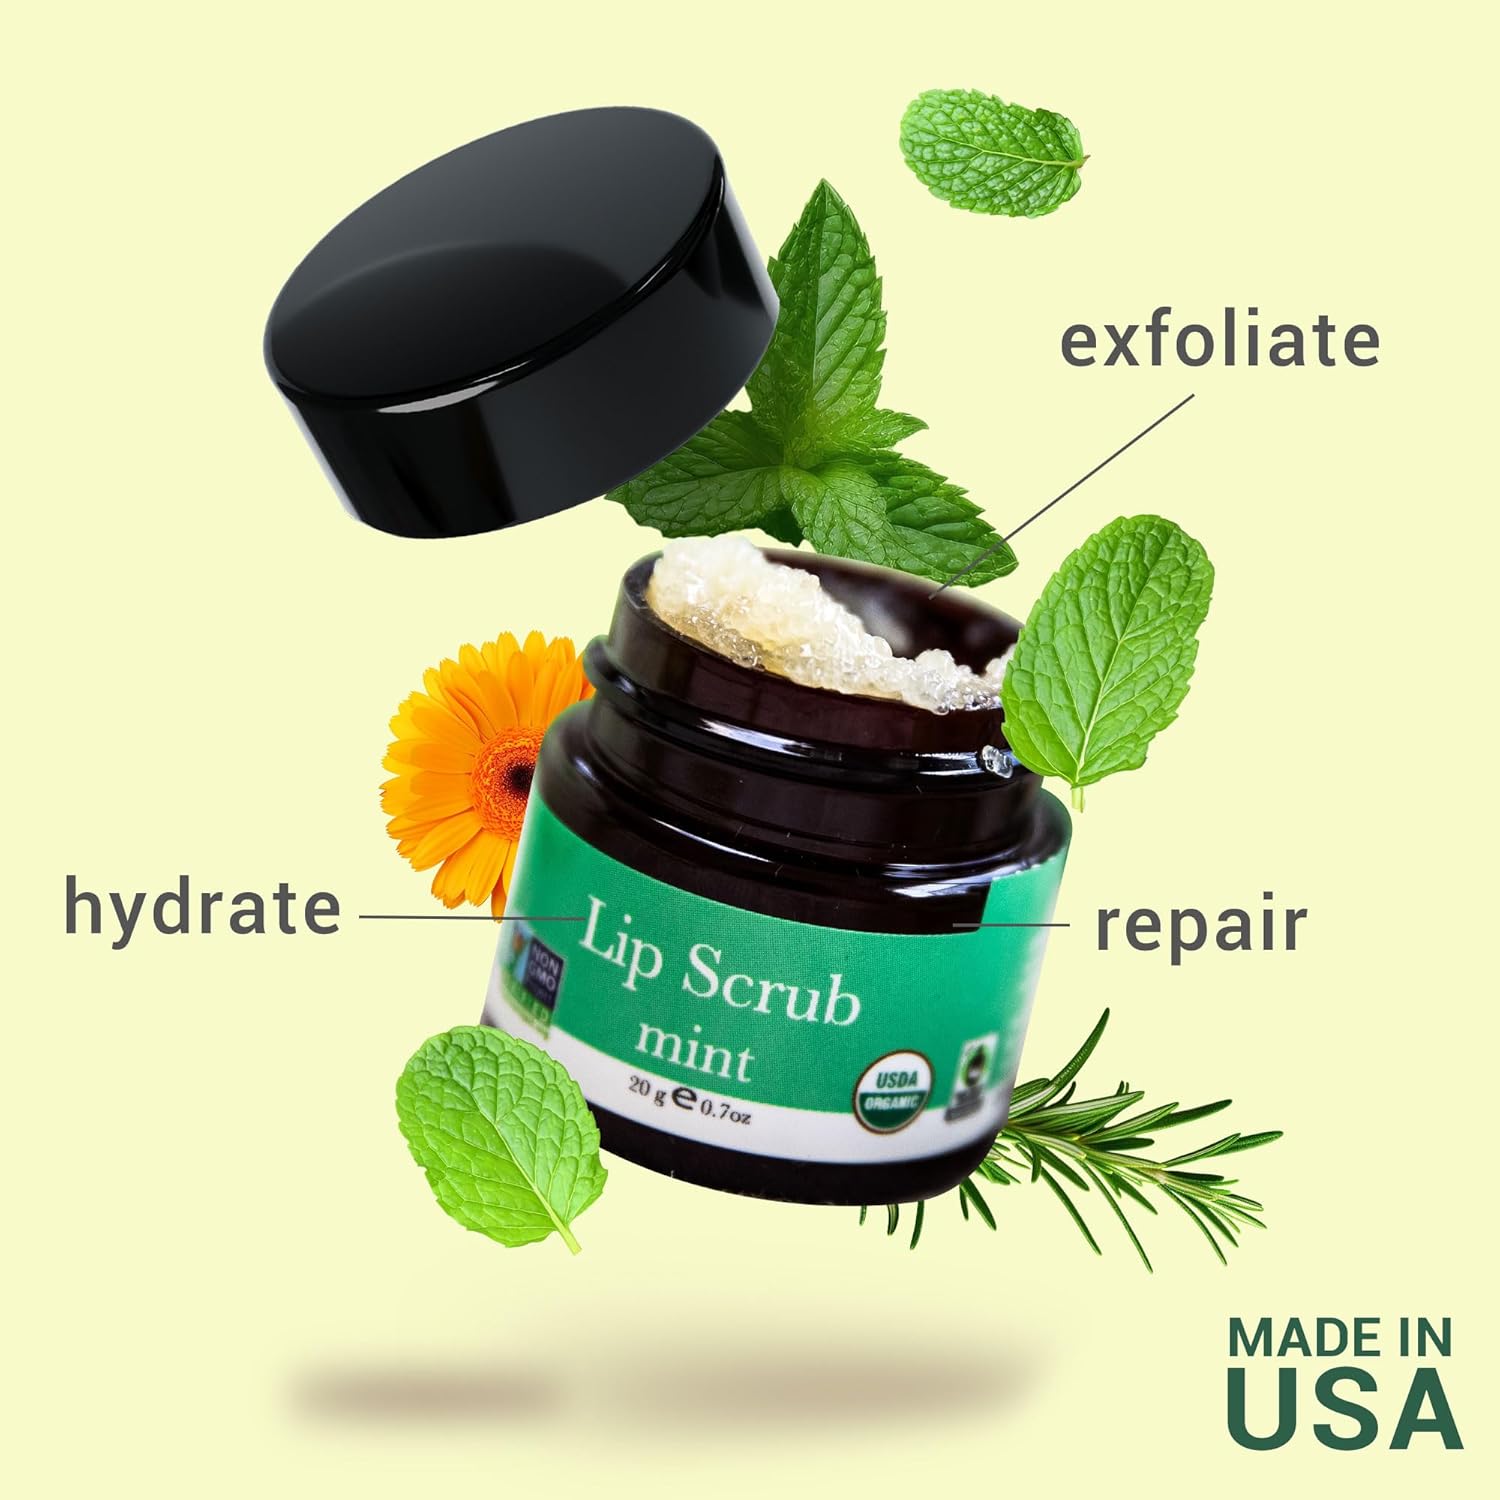 exfoliate
hydrate
repair
Lip Scrub
mint
20 g e 0.7oz
NON
GMO
USDA
ORGANIC
MADE IN
USA